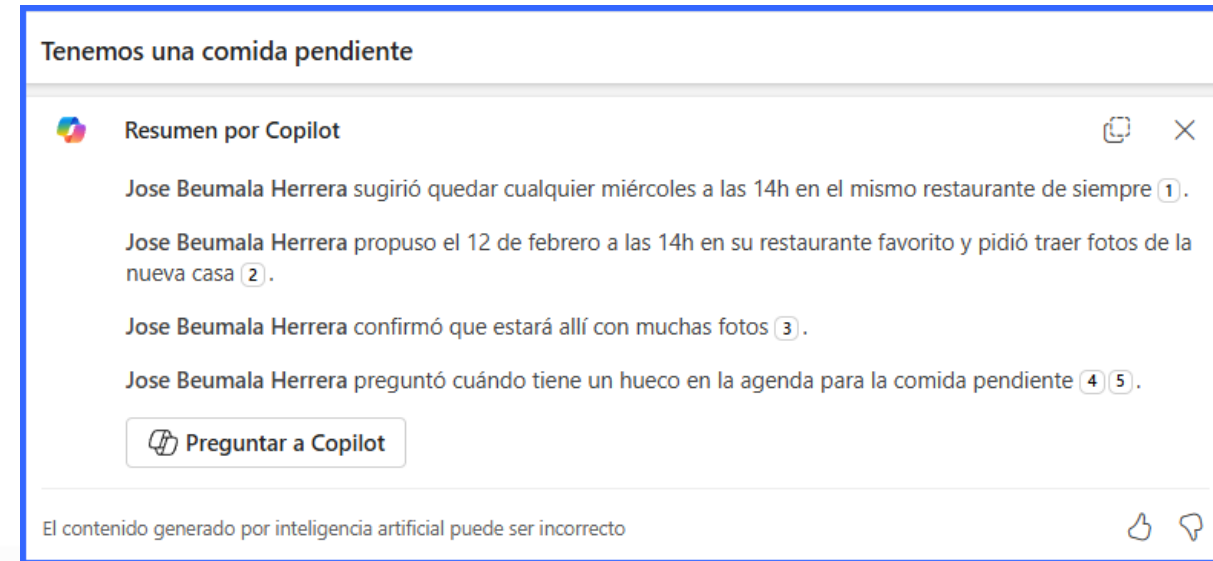 Tenemos una comida pendiente
Resumen por Copilot
Jose Beumala Herrera sugirió quedar cualquier miércoles a las 14h en el mismo restaurante de siempre 1.
Jose Beumala Herrera propuso el 12 de febrero a las 14h en su restaurante favorito y pidió traer fotos de la
nueva casa 2.
Jose Beumala Herrera confirmó que estará allí con muchas fotos 3.
Jose Beumala Herrera preguntó cuándo tiene un hueco en la agenda para la comida pendiente 4 5.
Preguntar a Copilot
El contenido generado por inteligencia artificial puede ser incorrecto